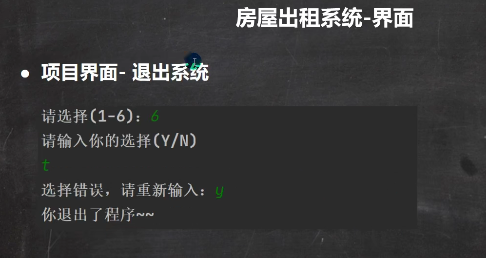 房屋出租系统-界面
● 项目界面- 退出系统
请选择(1-6): 6
请输入你的选择(Y/N)
t
选择错误, 请重新输入: y
你退出了程序~~